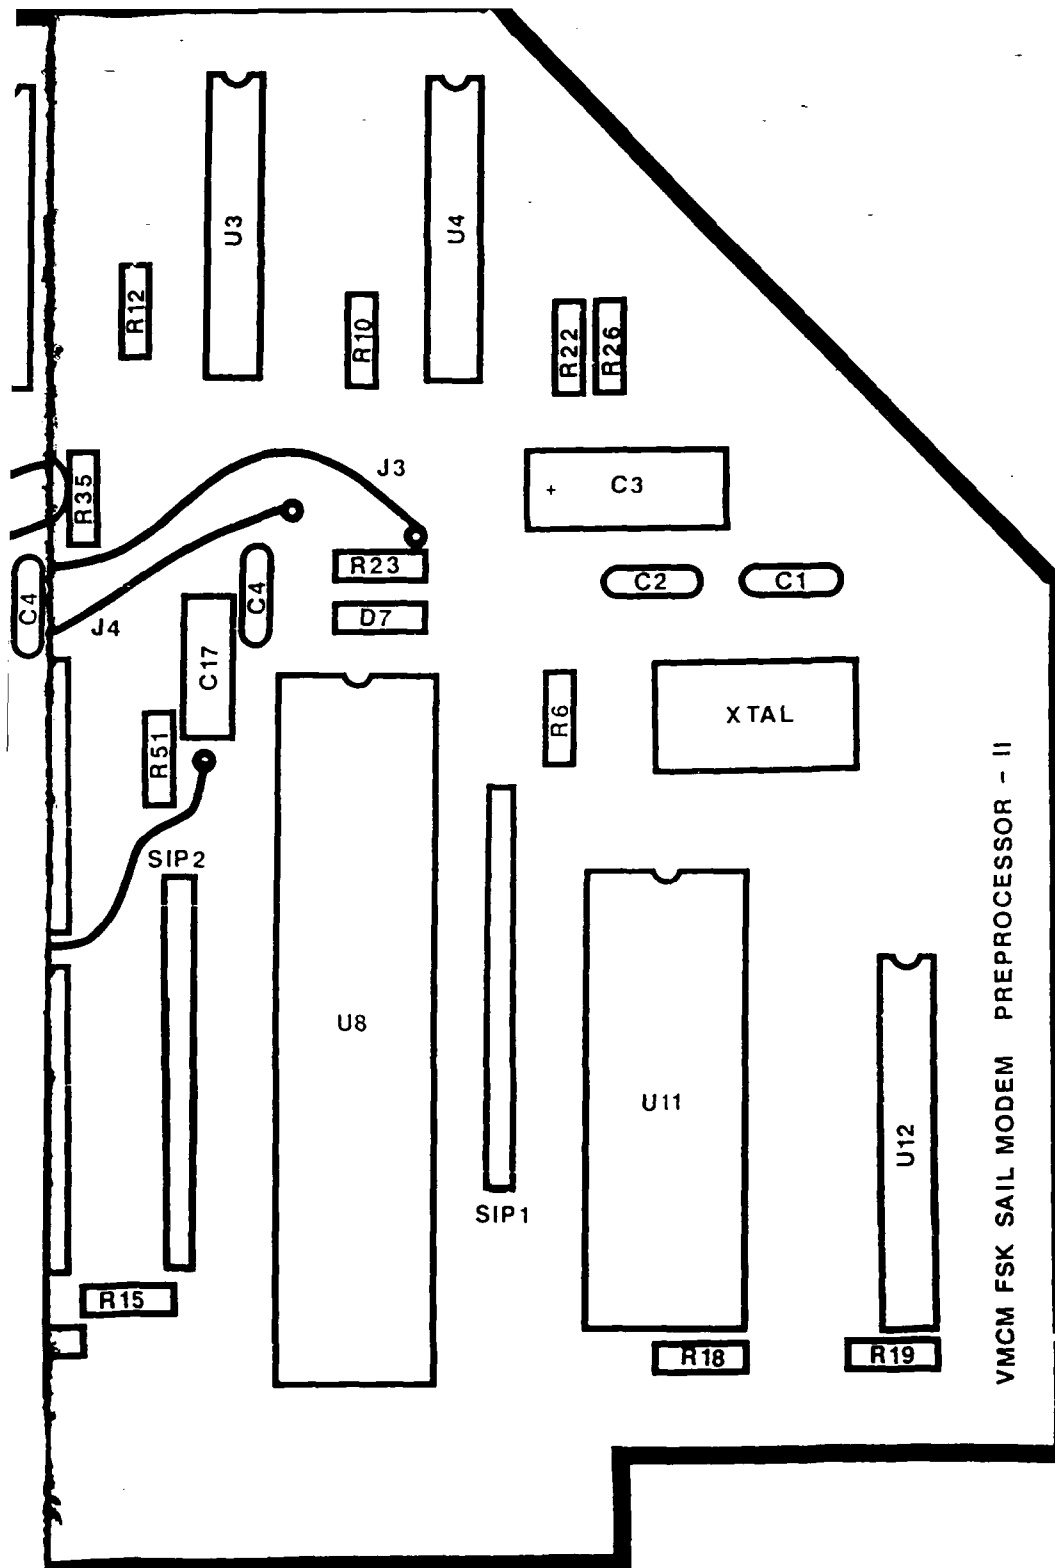 U3
U4
R12
R10
R22
R26
R35
J3
+ C3
C4
R23
C4
C2
C1
J4
D7
C17
R6
XTAL
R51
SIP2
U8
U11
U12
SIP1
R15
R18
R19
VMCM FSK SAIL MODEM PREPROCESSOR - II